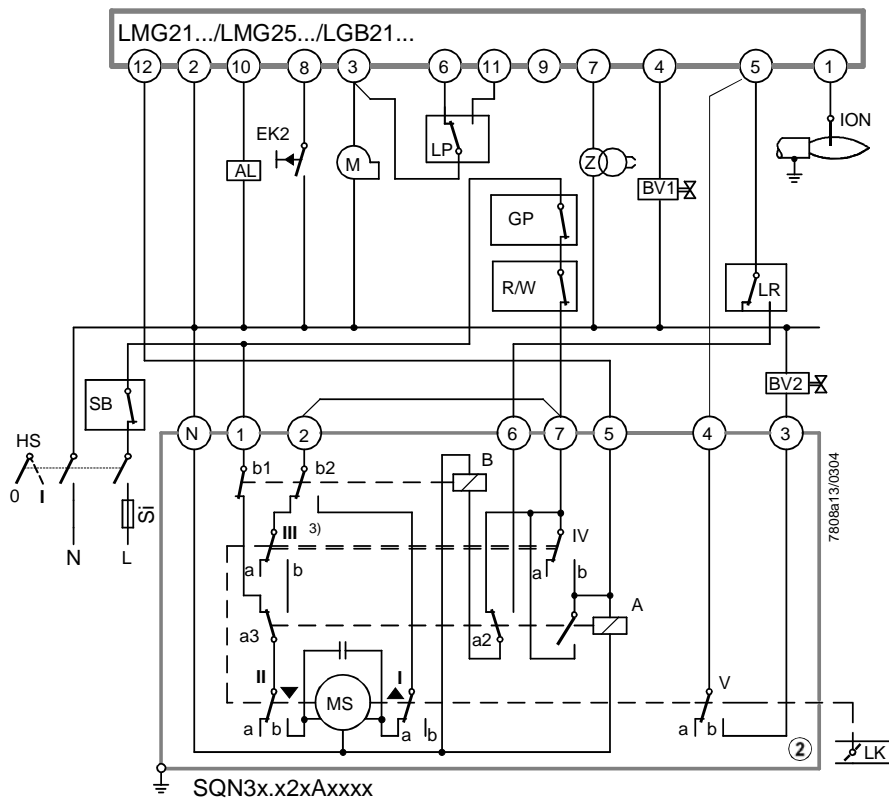 LMG21.../LMG25.../LGB21...
12 2 10 8 3 6 11 9 7 4 5 1
EK2
ION
LP
AL
M
Z
BV1
GP
R/W
LR
SB
BV2
HS
N 1 2 6 7 5 4 3
0 I
b1
b2
B
Si
N
L
III 3)
IV
a b
a b
A
a3
a2
II
I
V
MS
a b
a b
a b
2
LK
SQN3x.x2xAxxxx
7808a13/0304